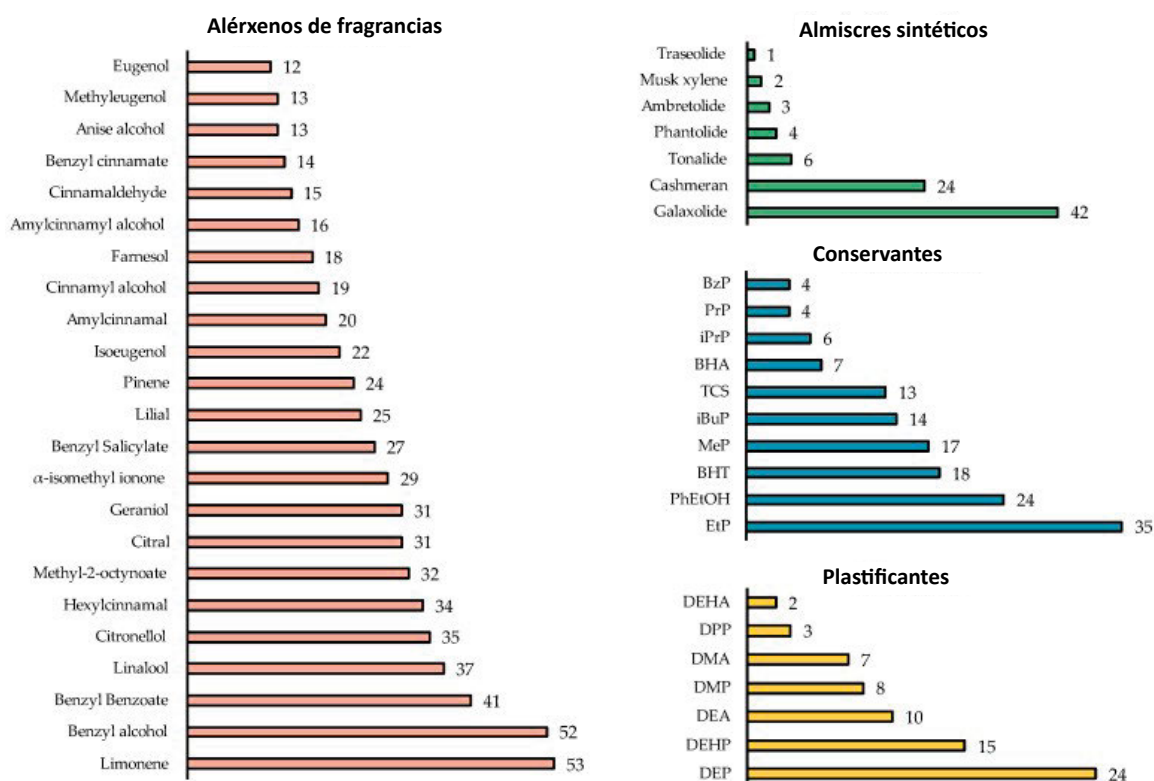 Alérxenos de fragrancias
Eugenol 12
Methyleugenol 13
Anise alcohol 13
Benzyl cinnamate 14
Cinnamaldehyde 15
Amylcinnamyl alcohol 16
Farnesol 18
Cinnamyl alcohol 19
Amylcinnamal 20
Isoeugenol 22
Pinene 24
Lilial 25
Benzyl Salicylate 27
α-isomethyl ionone 29
Geraniol 31
Citral 31
Methyl-2-octynoate 32
Hexylcinnamal 34
Citronellol 35
Linalool 37
Benzyl Benzoate 41
Benzyl alcohol 52
Limonene 53
Almiscres sintéticos
Traseolide 1
Musk xylene 2
Ambretolide 3
Phantolide 4
Tonalide 6
Cashmeran 24
Galaxolide 42
Conservantes
BzP 4
PrP 4
iPrP 6
BHA 7
TCS 13
iBuP 14
MeP 17
BHT 18
PhEtOH 24
EtP 35
Plastificantes
DEHA 2
DPP 3
DMA 7
DMP 8
DEA 10
DEHP 15
DEP 24